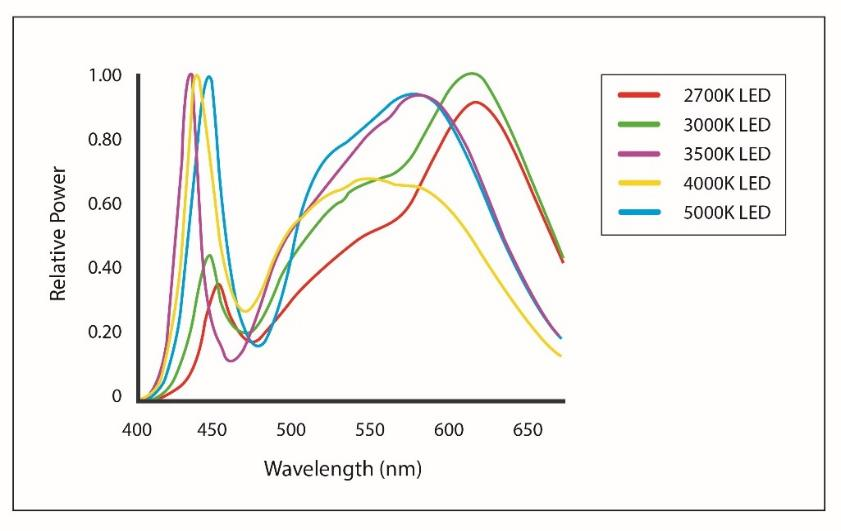 1.00
0.80
0.60
0.40
0.20
0
Relative Power
400 450 500 550 600 650
Wavelength (nm)
2700K LED
3000K LED
3500K LED
4000K LED
5000K LED